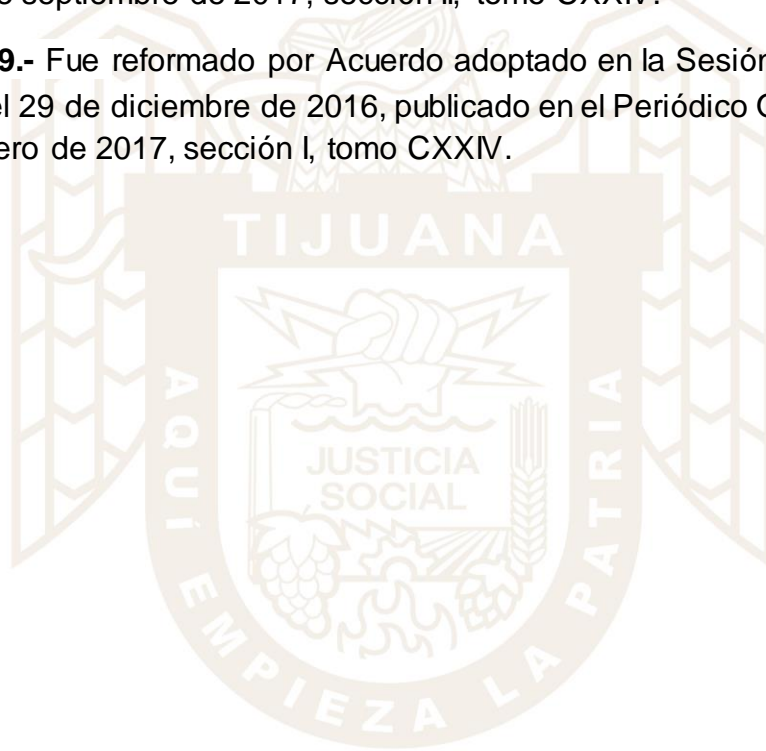 septiembre de 2017, sección II, tomo CXXIV.
9.- Fue reformado por Acuerdo adoptado en la Sesión
el 29 de diciembre de 2016, publicado en el Periódico
ero de 2017, sección I, tomo CXXIV.
TIJUANA
JUSTICIA
SOCIAL
AQUÍ EMPIEZA LA PATRIA